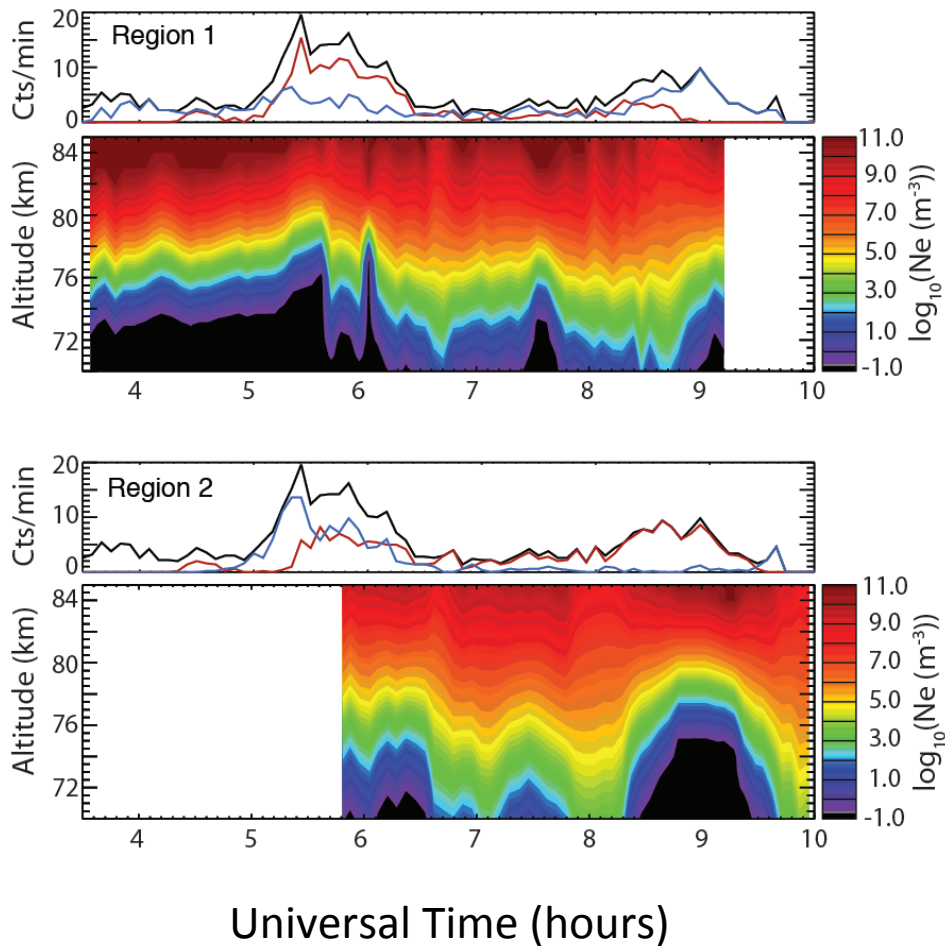 20
Region 1
10
0
Cts/min
84
80
76
72
Altitude (km)
11.0
9.0
7.0
5.0
3.0
1.0
-1.0
log10(Ne (m-3))
4 5 6 7 8 9 10
20
Region 2
10
0
Cts/min
84
80
76
72
Altitude (km)
11.0
9.0
7.0
5.0
3.0
1.0
-1.0
log10(Ne (m-3))
4 5 6 7 8 9 10
Universal Time (hours)